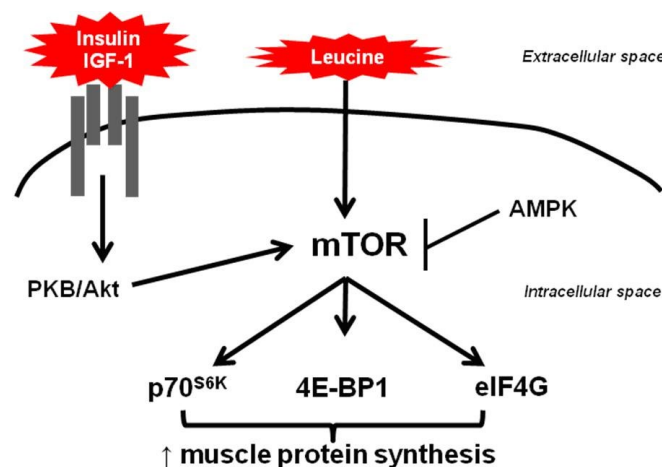 Insulin
IGF-1
Leucine
Extracellular space
AMPK
mTOR
PKB/Akt
Intracellular space
p70S6K
4E-BP1
eIF4G
↑ muscle protein synthesis